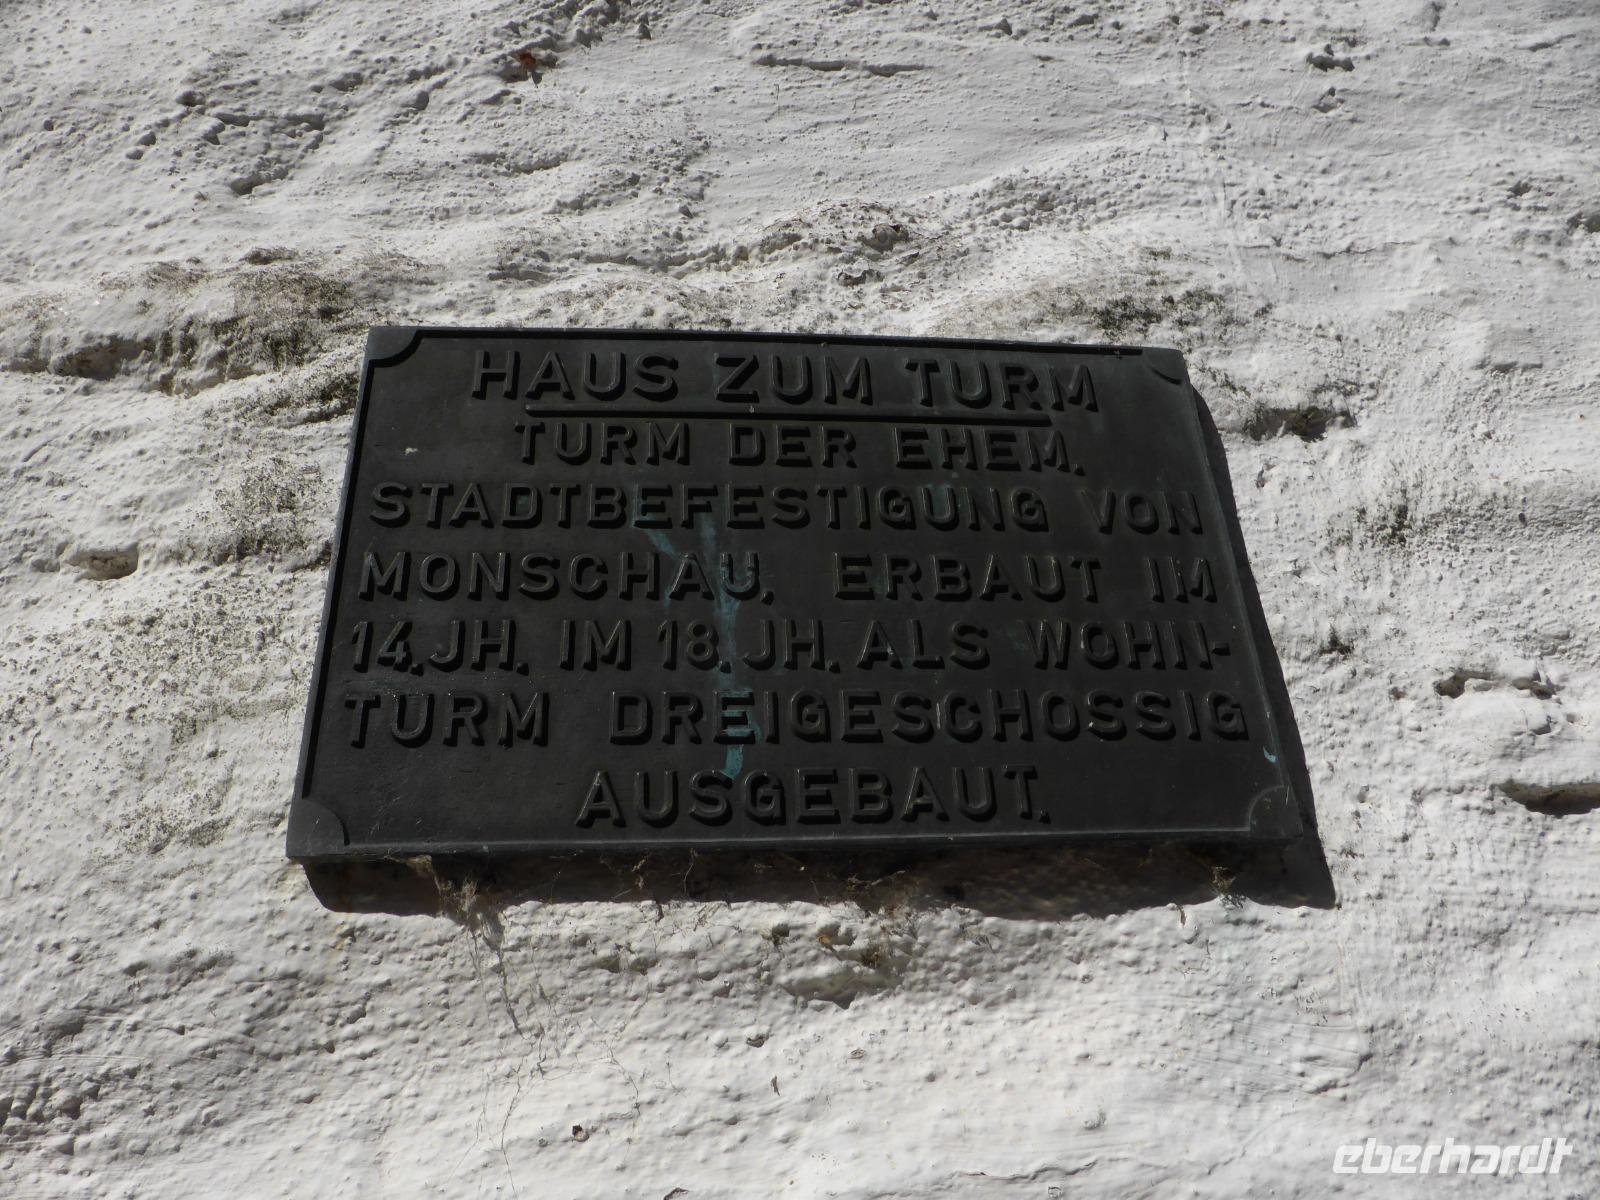 HAUS ZUM TURM
TURM DER EHEM.
STADTBEFESTIGUNG VON
MONSCHAU, ERBAUT IM
14. JH. IM 18. JH. ALS WOHN-
TURM DREIGESCHOSSIG
AUSGEBAUT.
eberhardt